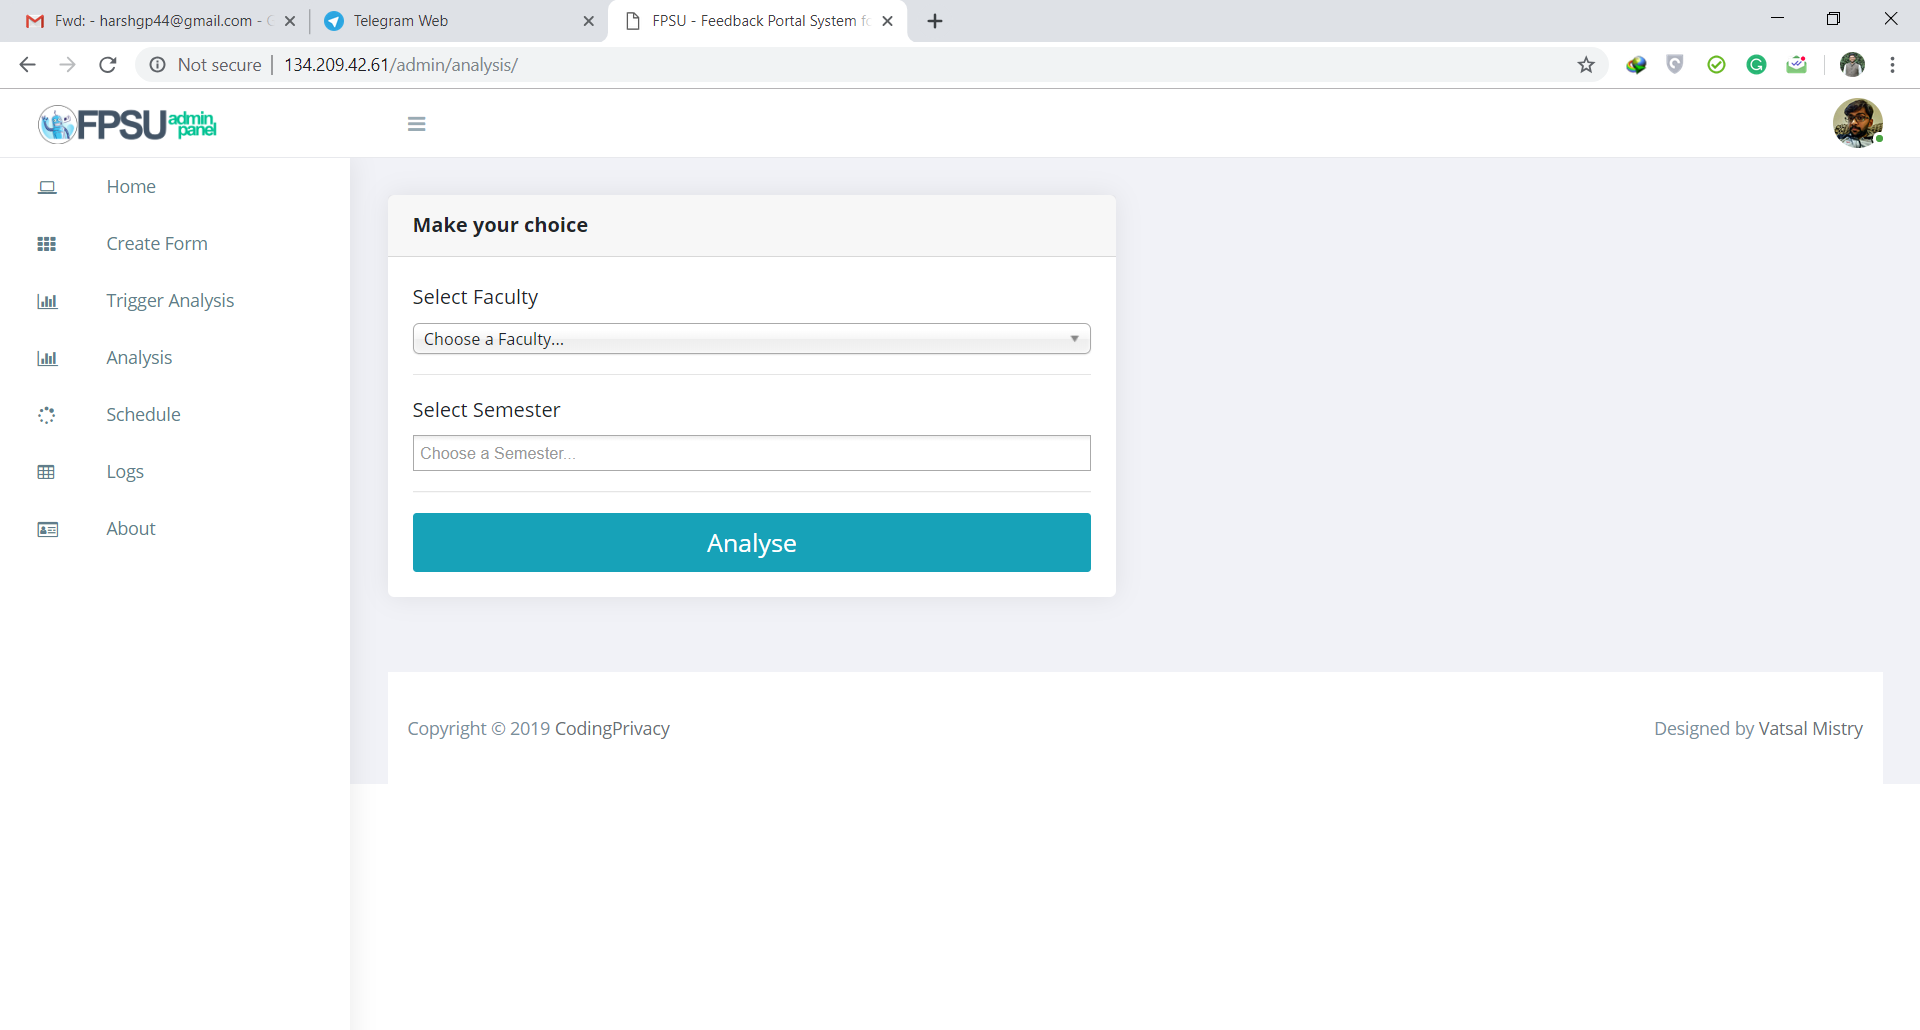 Fwd: - harshgp44@gmail.com -
Telegram Web
FPSU - Feedback Portal System
Not secure
134.209.42.61/admin/analysis/
FPSU admin panel
Home
Create Form
Trigger Analysis
Analysis
Schedule
Logs
About
Make your choice
Select Faculty
Choose a Faculty...
Select Semester
Choose a Semester...
Analyse
Copyright © 2019 CodingPrivacy
Designed by Vatsal Mistry